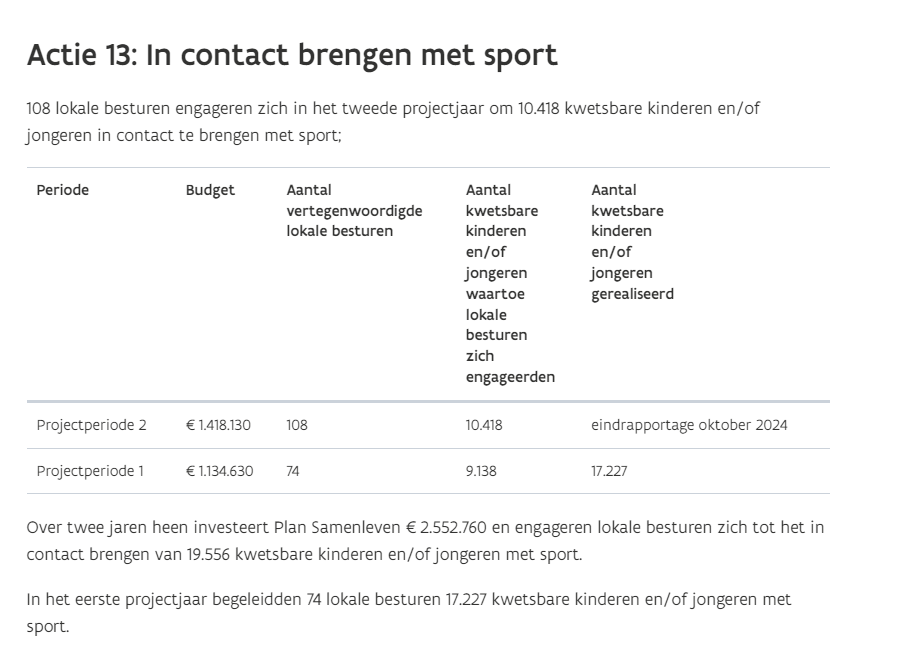 Actie 13: In contact brengen met sport
108 lokale besturen engageren zich in het tweede projectjaar om 10.418 kwetsbare kinderen en/of
jongeren in contact te brengen met sport;
Periode
Budget
Aantal
vertegenwoordigde
lokale besturen
Aantal
kwetsbare
kinderen
en/of
jongeren
waartoe
lokale
besturen
zich
engageerden
Aantal
kwetsbare
kinderen
en/of
jongeren
gerealiseerd
Projectperiode 2 € 1.418.130 108 10.418 eindrapportage oktober 2024
Projectperiode 1 € 1.134.630 74 9.138 17.227
Over twee jaren heen investeert Plan Samenleven € 2.552.760 en engageren lokale besturen zich tot het in
contact brengen van 19.556 kwetsbare kinderen en/of jongeren met sport.
In het eerste projectjaar begeleidden 74 lokale besturen 17.227 kwetsbare kinderen en/of jongeren met
sport.